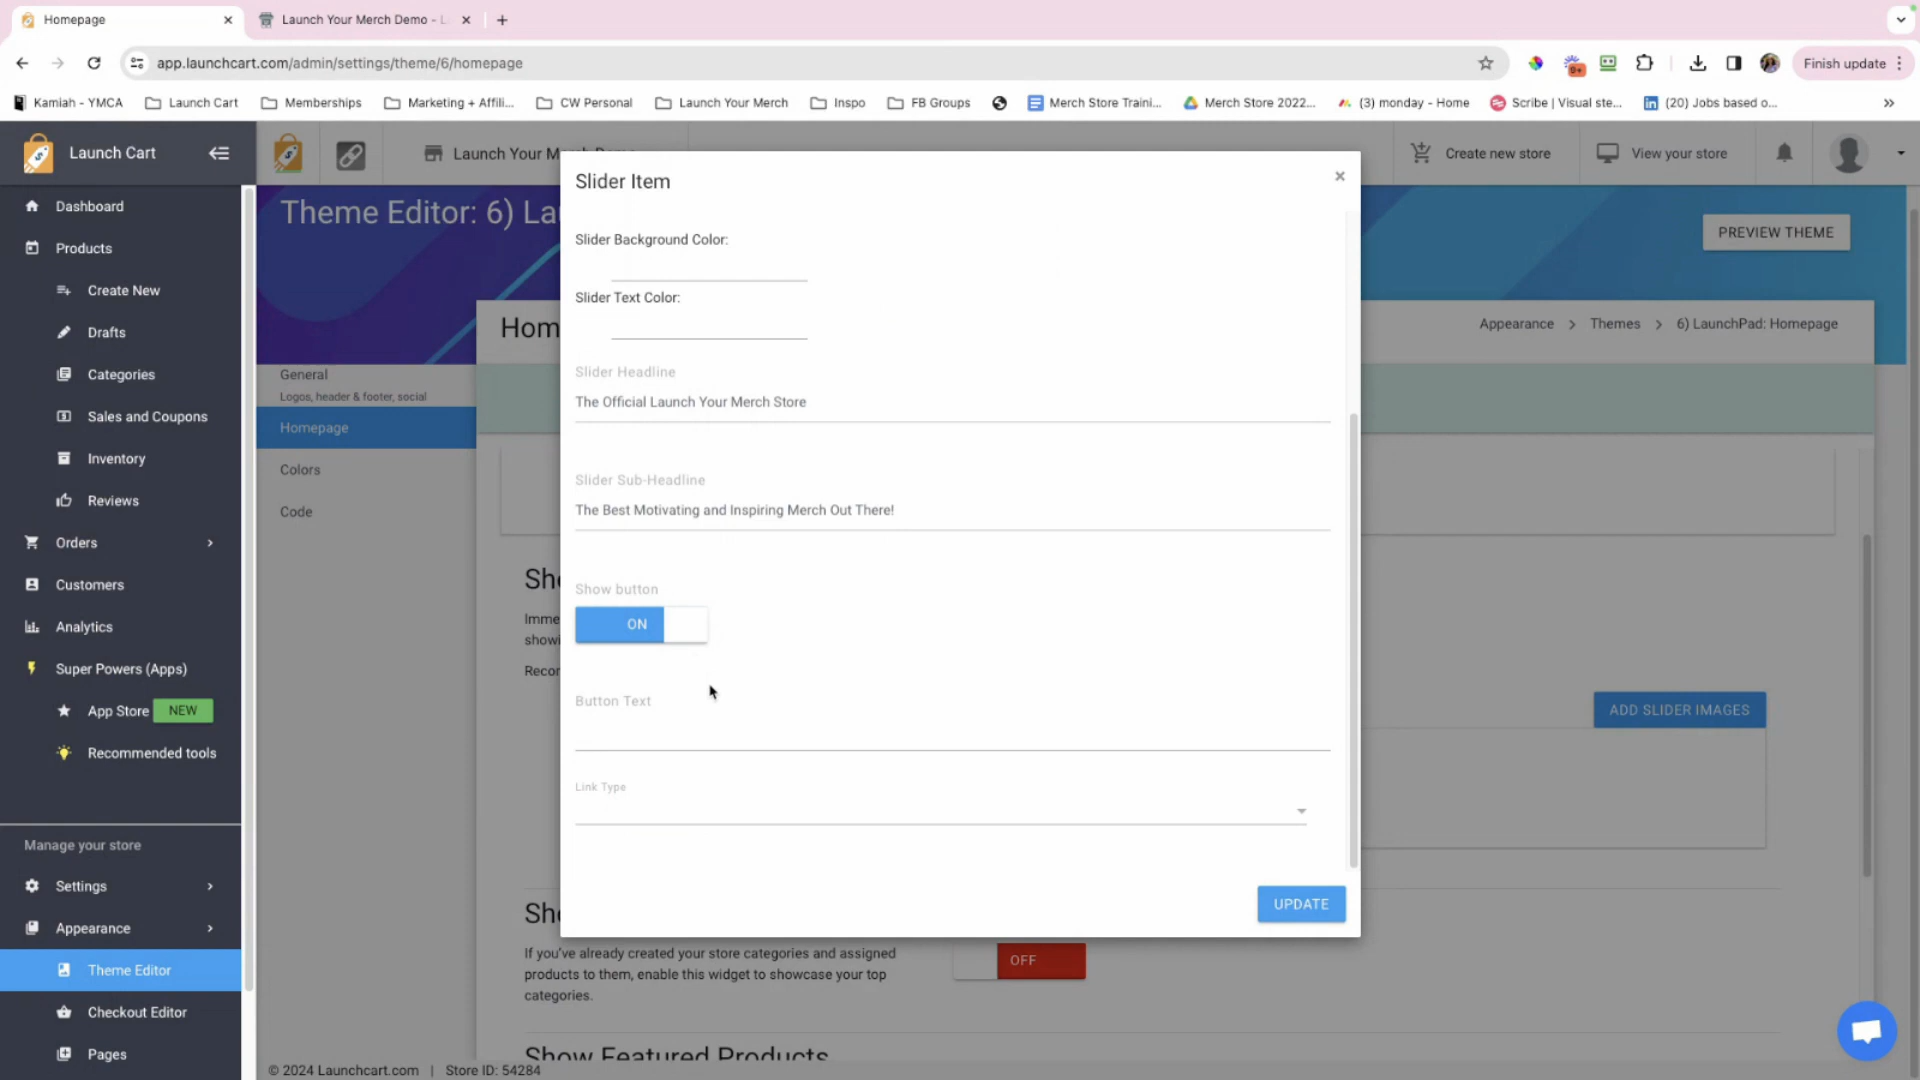 Homepage
Launch Your Merch Demo - L
app.launchcart.com/admin/settings/theme/6/homepage
Finish update
Kamiah - YMCA
Launch Cart
Memberships
Marketing + Affili...
CW Personal
Launch Your Merch
Inspo
FB Groups
Merch Store Traini...
Merch Store 2022...
(3) monday - Home
Scribe | Visual ste...
(20) Jobs based o...
Launch Cart
Launch Your M
Create new store
View your store
Theme Editor: 6) La
PREVIEW THEME
Dashboard
Products
Create New
Drafts
Categories
Sales and Coupons
Inventory
Reviews
Orders
Customers
Analytics
Super Powers (Apps)
App Store NEW
Recommended tools
Manage your store
Settings
Appearance
Theme Editor
Checkout Editor
Pages
General
Logos, header & footer, social
Homepage
Colors
Code
Hom
Appearance > Themes > 6) LaunchPad: Homepage
Slider Item
Slider Background Color:
Slider Text Color:
Slider Headline
The Official Launch Your Merch Store
Slider Sub-Headline
The Best Motivating and Inspiring Merch Out There!
Show button
ON
Button Text
Link Type
UPDATE
Sho
Imme
showi
Recor
ADD SLIDER IMAGES
Sho
If you've already created your store categories and assigned
products to them, enable this widget to showcase your top
categories.
OFF
Show Featured Products
© 2024 Launchcart.com | Store ID: 54284